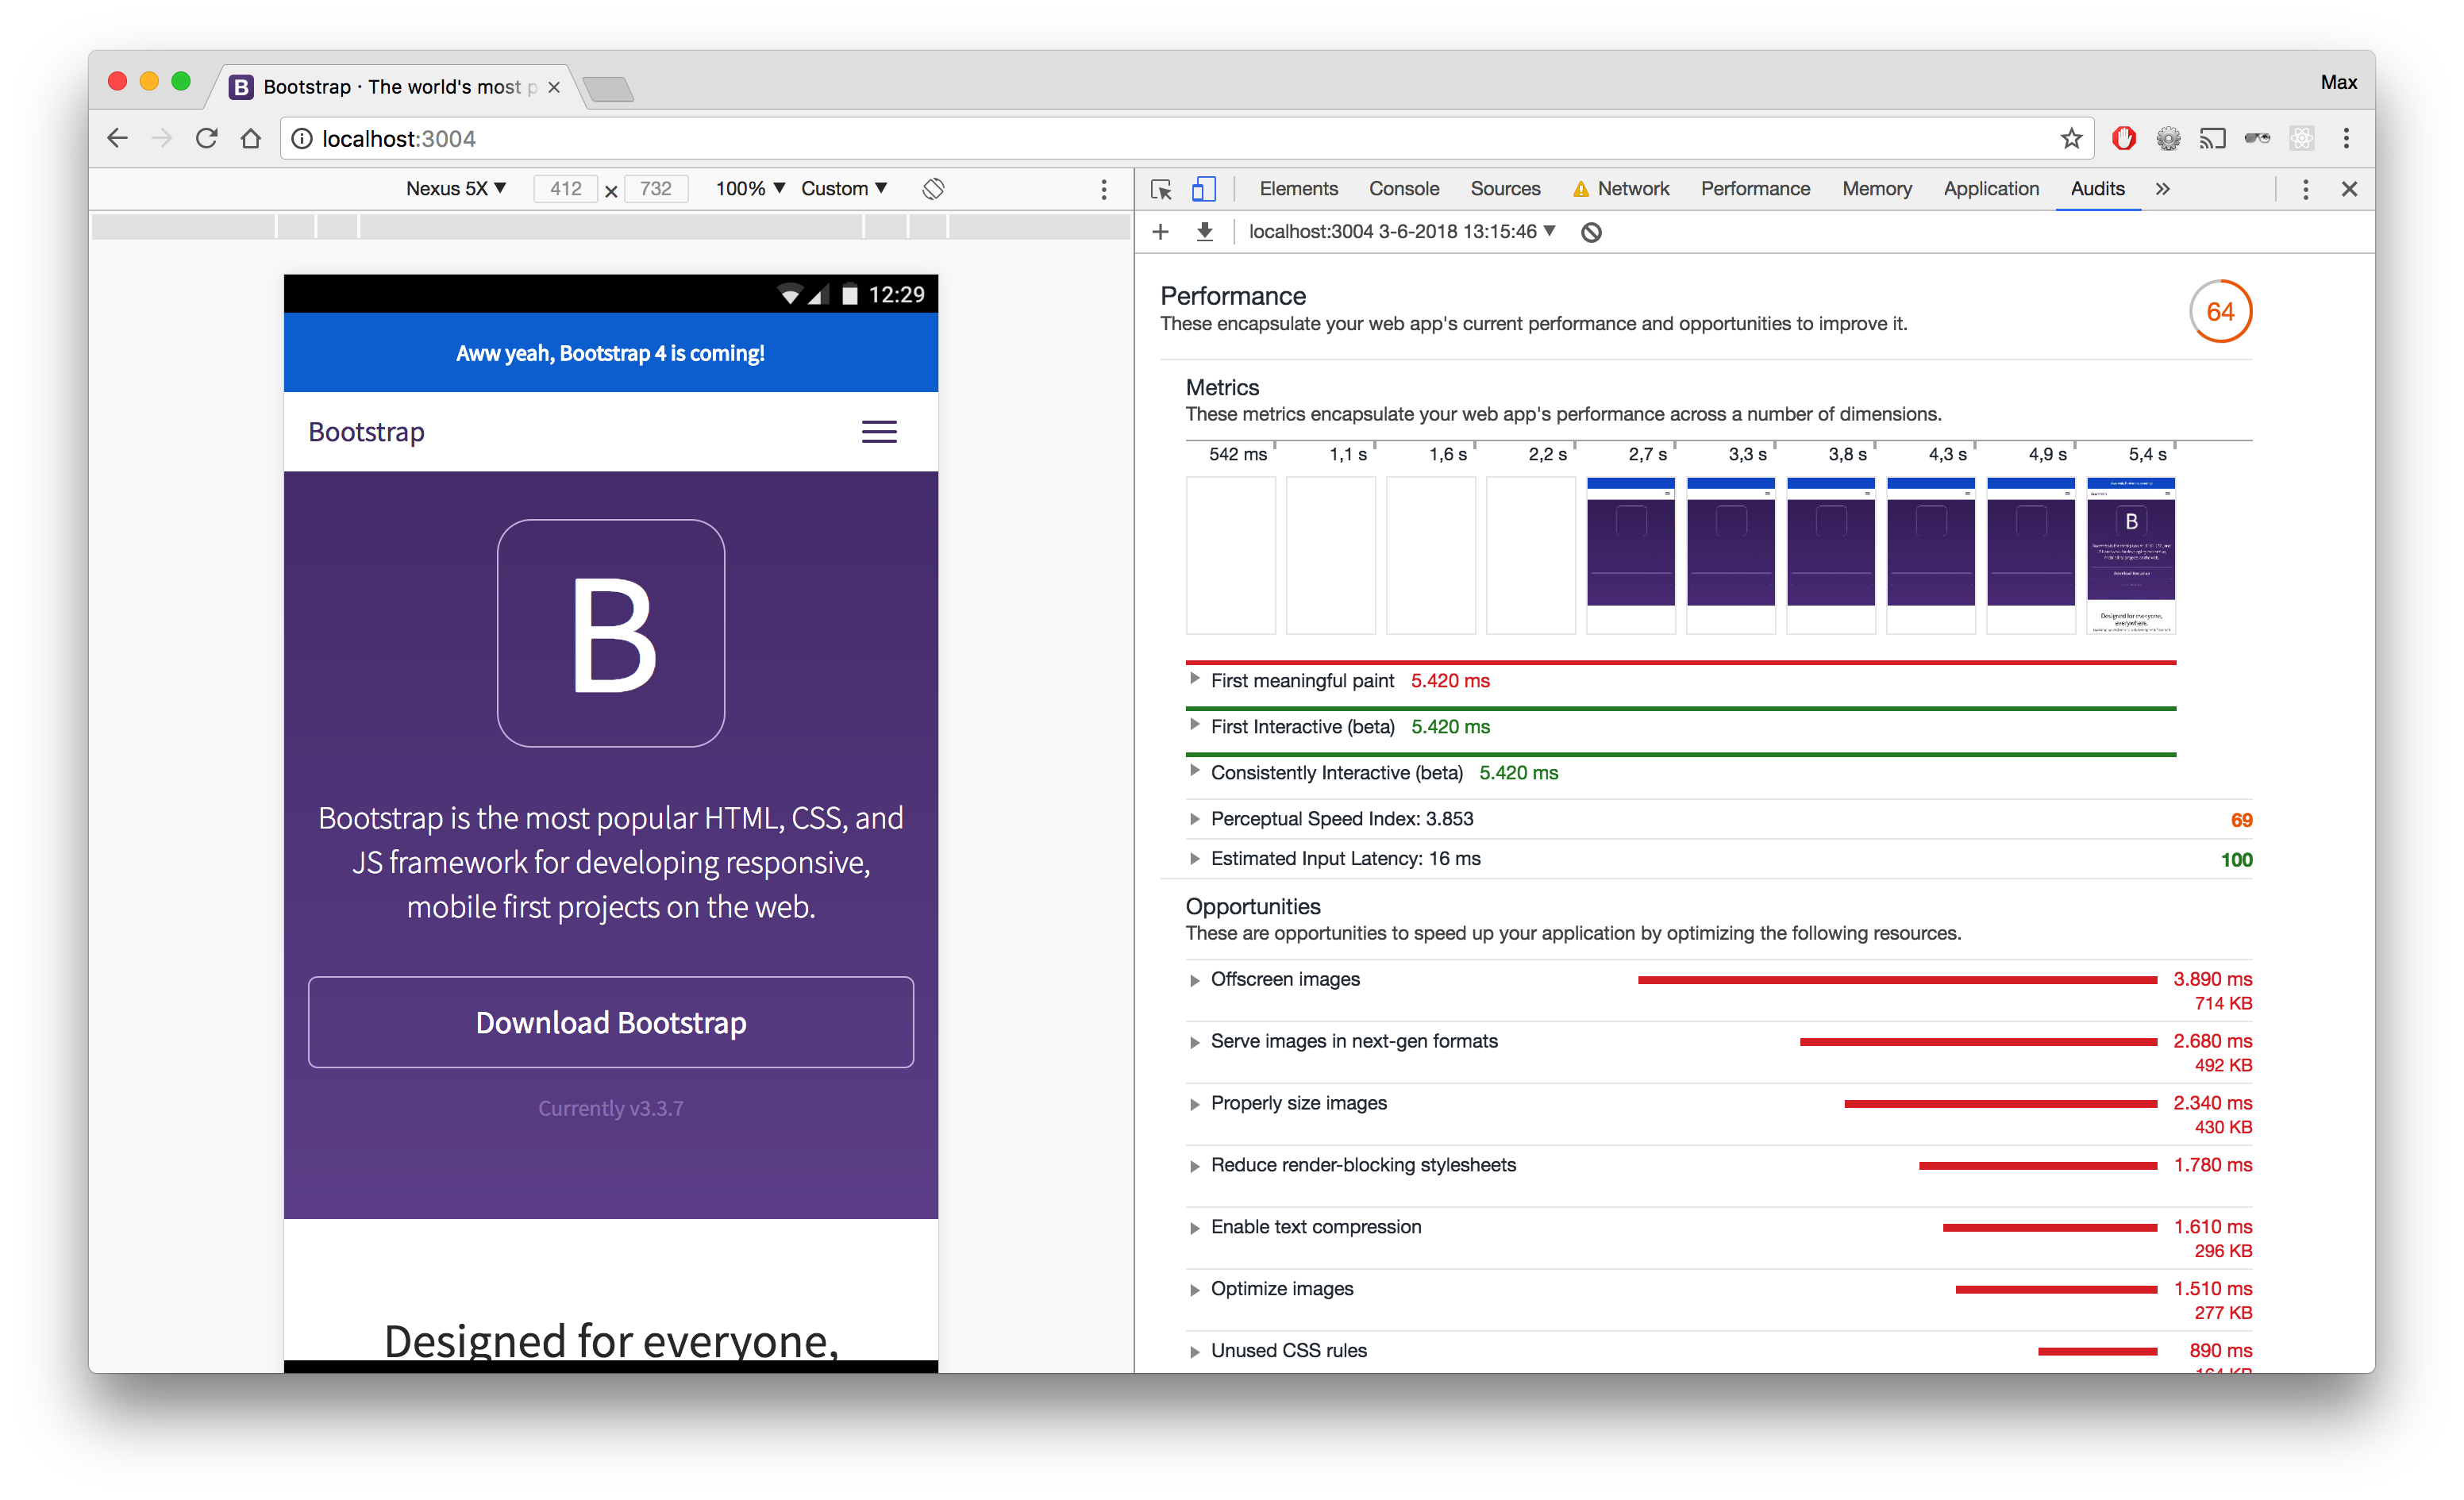 Bootstrap · The world's most p
Max
localhost:3004
Nexus 5X
412 × 732
100%
Custom
Elements
Console
Sources
Network
Performance
Memory
Application
Audits
localhost:3004 3-6-2018 13:15:46
12:29
Aww yeah, Bootstrap 4 is coming!
Bootstrap
B
Bootstrap is the most popular HTML, CSS, and
JS framework for developing responsive,
mobile first projects on the web.
Download Bootstrap
Currently v3.3.7
Designed for everyone,
Performance
These encapsulate your web app's current performance and opportunities to improve it.
64
Metrics
These metrics encapsulate your web app's performance across a number of dimensions.
542 ms
1,1 s
1,6 s
2,2 s
2,7 s
3,3 s
3,8 s
4,3 s
4,9 s
5,4 s
B
Designed for everyone,
everywhere.
First meaningful paint 5.420 ms
First Interactive (beta) 5.420 ms
Consistently Interactive (beta) 5.420 ms
Perceptual Speed Index: 3.853
69
Estimated Input Latency: 16 ms
100
Opportunities
These are opportunities to speed up your application by optimizing the following resources.
Offscreen images
3.890 ms
714 KB
Serve images in next-gen formats
2.680 ms
492 KB
Properly size images
2.340 ms
430 KB
Reduce render-blocking stylesheets
1.780 ms
Enable text compression
1.610 ms
296 KB
Optimize images
1.510 ms
277 KB
Unused CSS rules
890 ms